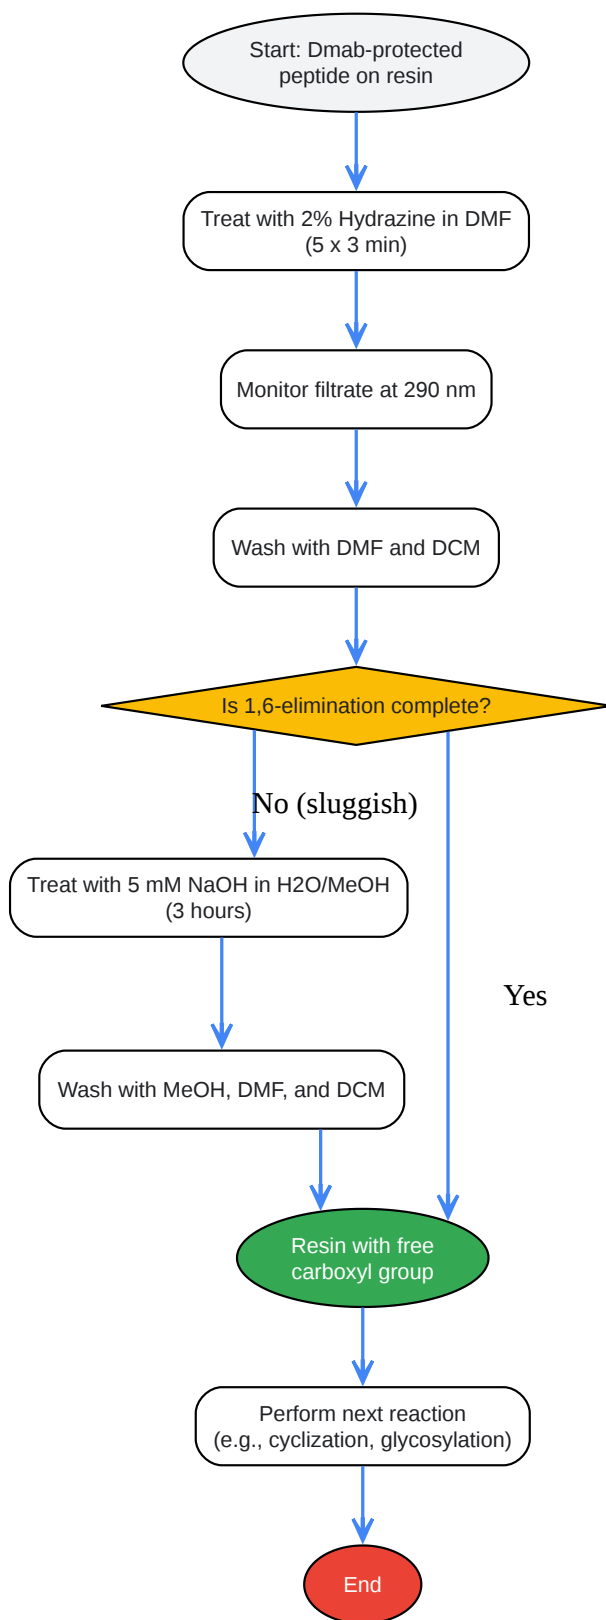 Start: Dmab-protected
peptide on resin
Treat with 2% Hydrazine in DMF
(5 x 3 min)
Monitor filtrate at 290 nm
Wash with DMF and DCM
Is 1,6-elimination complete?
No (sluggish)
Treat with 5 mM NaOH in H2O/MeOH
(3 hours)
Yes
Wash with MeOH, DMF, and DCM
Resin with free
carboxyl group
Perform next reaction
(e.g., cyclization, glycosylation)
End